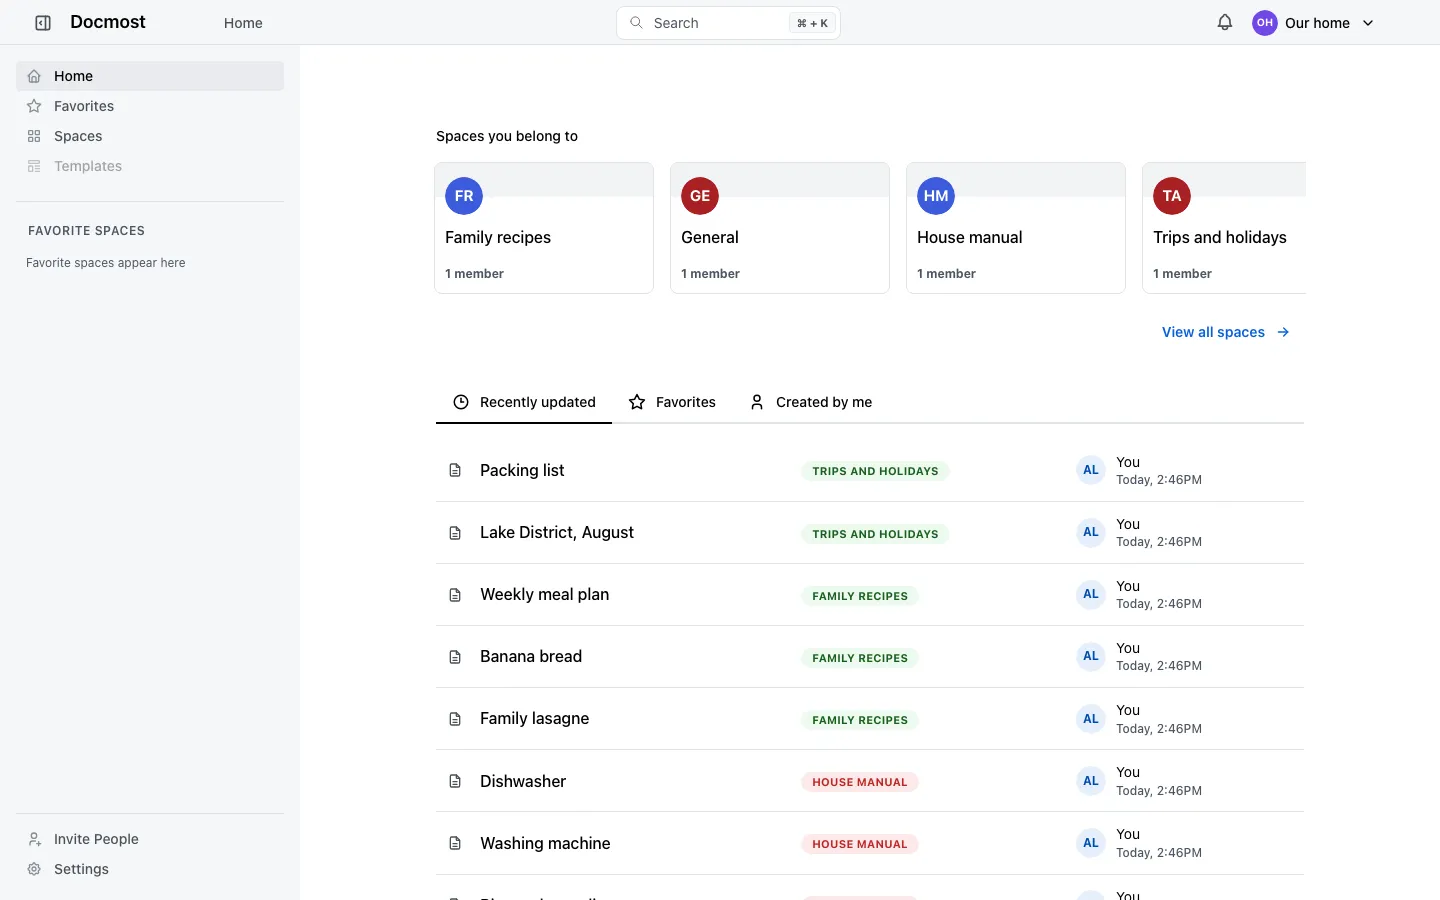 Docmost
Home
Search
⌘ + K
OH
Our home
Home
Favorites
Spaces
Templates
FAVORITE SPACES
Favorite spaces appear here
Invite People
Settings
Spaces you belong to
FR
Family recipes
1 member
GE
General
1 member
HM
House manual
1 member
TA
Trips and holidays
1 member
View all spaces
Recently updated
Favorites
Created by me
Packing list
TRIPS AND HOLIDAYS
AL
You
Today, 2:46PM
Lake District, August
TRIPS AND HOLIDAYS
AL
You
Today, 2:46PM
Weekly meal plan
FAMILY RECIPES
AL
You
Today, 2:46PM
Banana bread
FAMILY RECIPES
AL
You
Today, 2:46PM
Family lasagne
FAMILY RECIPES
AL
You
Today, 2:46PM
Dishwasher
HOUSE MANUAL
AL
You
Today, 2:46PM
Washing machine
HOUSE MANUAL
AL
You
Today, 2:46PM
You